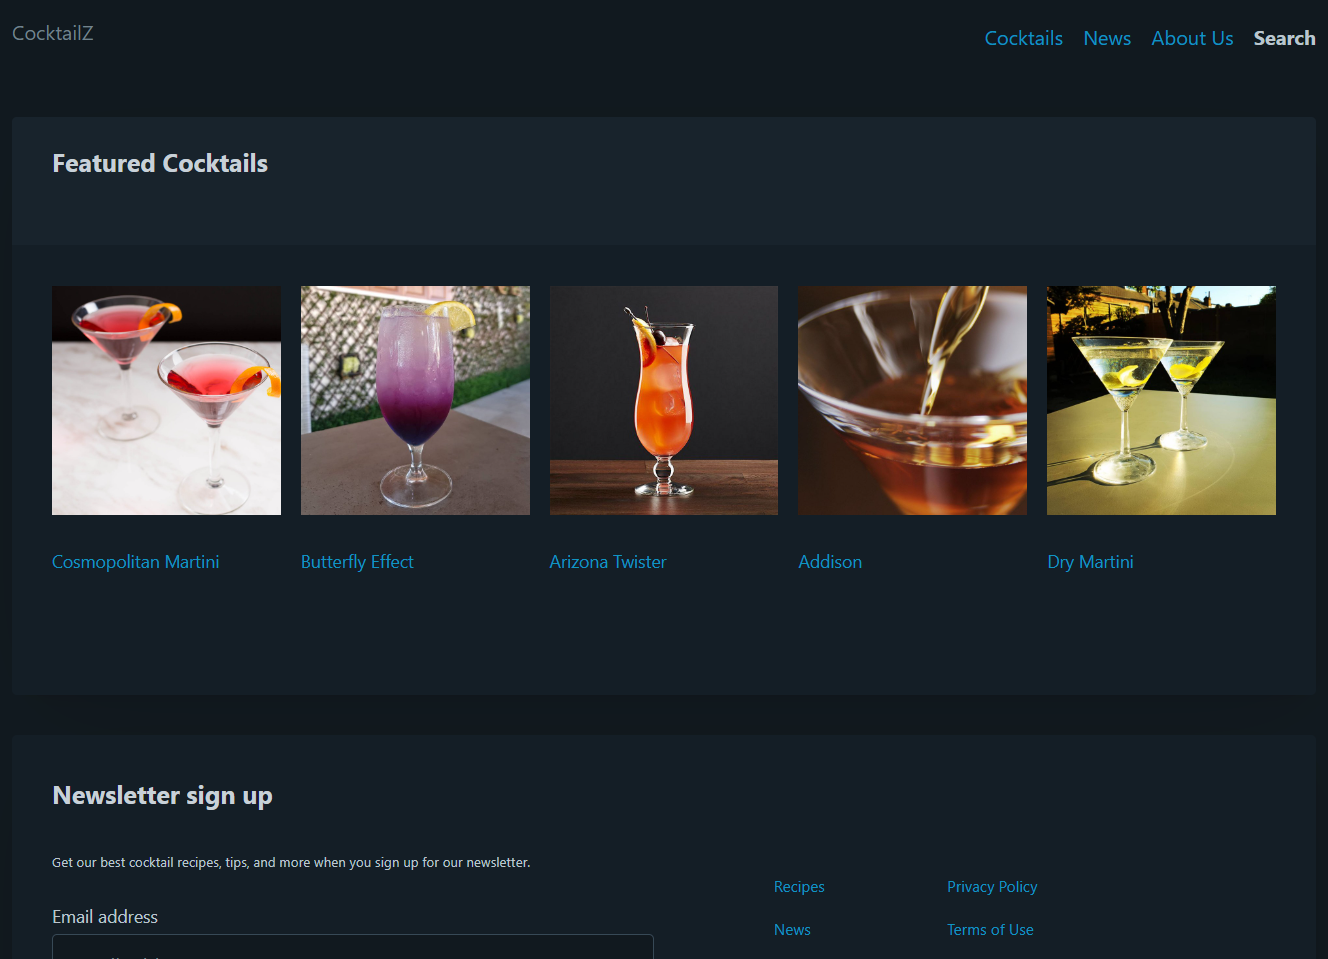 CocktailZ
Cocktails News About Us Search
Featured Cocktails
Cosmopolitan Martini
Butterfly Effect
Arizona Twister
Addison
Dry Martini
Newsletter sign up
Get our best cocktail recipes, tips, and more when you sign up for our newsletter.
Email address
Recipes
Privacy Policy
News
Terms of Use